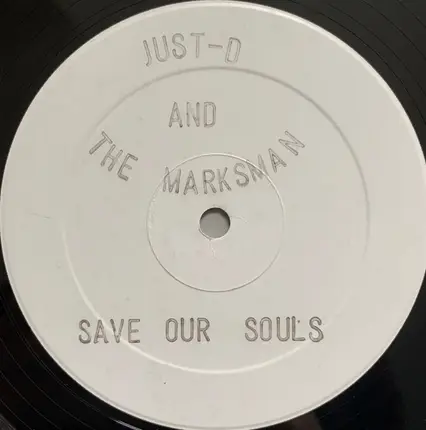 JUST-D
AND
THE MARKSMAN
SAVE OUR SOULS